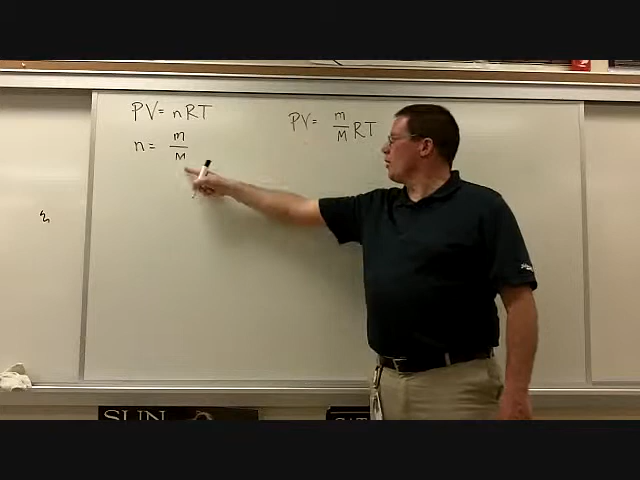 PV = nRT
n = m/M
PV = m/M RT
SUN